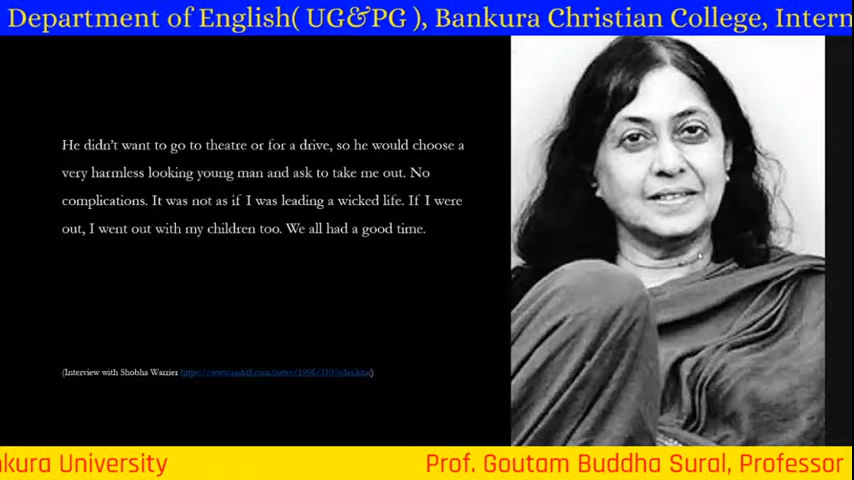 Department of English( UG&PG ), Bankura Christian College, Intern
He didn't want to go to theatre or for a drive, so he would choose a
very harmless looking young man and ask to take me out. No
complications. It was not as if I was leading a wicked life. If I were
out, I went out with my children too. We all had a good time.
(Interview with Shobha Warrier
nkura University
Prof. Goutam Buddha Sural, Professor